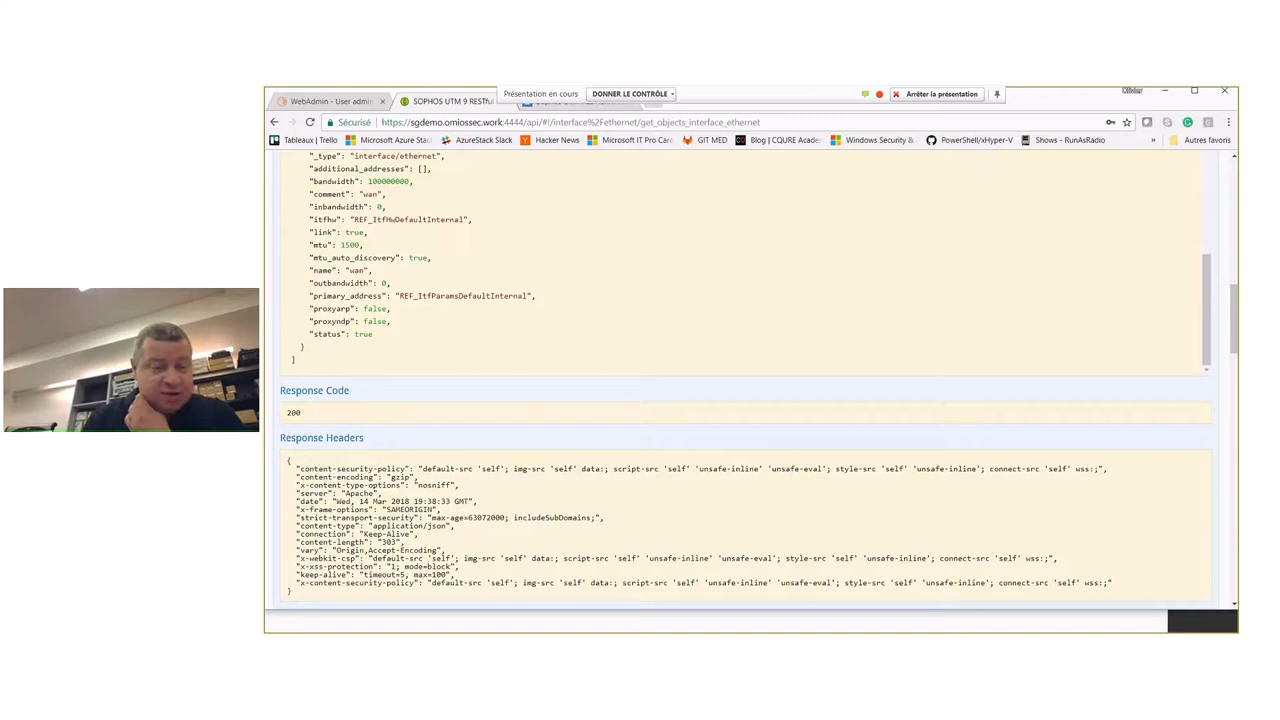 Présentation en cours DONNER LE CONTRÔLE Arrêter la présentation Olivier
WebAdmin - User admin SOPHOS UTM 9 RESTful
Sécurisé https://sgdemo.omiossec.work:4444/api/#!/interface%2Fethernet/get_objects_interface_ethernet
Tableaux | Trello Microsoft Azure Stac AzureStack Slack Hacker News Microsoft IT Pro Care GIT MED Blog | CQURE Acade Windows Security & PowerShell/xHyper-V Shows - RunAsRadio » Autres favoris
"_type": "interface/ethernet",
"additional_addresses": [],
"bandwidth": 100000000,
"comment": "wan",
"inbandwidth": 0,
"itfhw": "REF_ItfHwDefaultInternal",
"link": true,
"mtu": 1500,
"mtu_auto_discovery": true,
"name": "wan",
"outbandwidth": 0,
"primary_address": "REF_ItfParamsDefaultInternal",
"proxyarp": false,
"proxyndp": false,
"status": true
}
]
Response Code
200
Response Headers
{
"content-security-policy": "default-src 'self'; img-src 'self' data:; script-src 'self' 'unsafe-inline' 'unsafe-eval'; style-src 'self' 'unsafe-inline'; connect-src 'self' wss:;",
"content-encoding": "gzip",
"x-content-type-options": "nosniff",
"server": "Apache",
"date": "Wed, 14 Mar 2018 19:38:33 GMT",
"x-frame-options": "SAMEORIGIN",
"strict-transport-security": "max-age=63072000; includeSubDomains;",
"content-type": "application/json",
"connection": "Keep-Alive",
"content-length": "303",
"vary": "Origin,Accept-Encoding",
"x-webkit-csp": "default-src 'self'; img-src 'self' data:; script-src 'self' 'unsafe-inline' 'unsafe-eval'; style-src 'self' 'unsafe-inline'; connect-src 'self' wss:;",
"x-xss-protection": "1; mode=block",
"keep-alive": "timeout=5, max=100",
"x-content-security-policy": "default-src 'self'; img-src 'self' data:; script-src 'self' 'unsafe-inline' 'unsafe-eval'; style-src 'self' 'unsafe-inline'; connect-src 'self' wss:;"
}